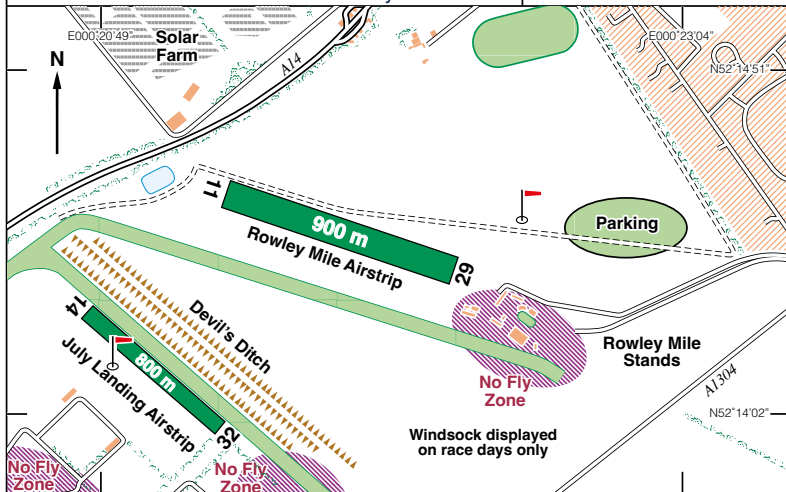 E000°20'49"
Solar
Farm
A14
E000°23'04"
N52°14'51"
N
11
900 m
Rowley Mile Airstrip
29
Parking
14
800 m
July Landing Airstrip
32
Devil's Ditch
No Fly
Zone
Rowley Mile
Stands
A1304
N52°14'02"
Windsock displayed
on race days only
No Fly
Zone
No Fly
Zone